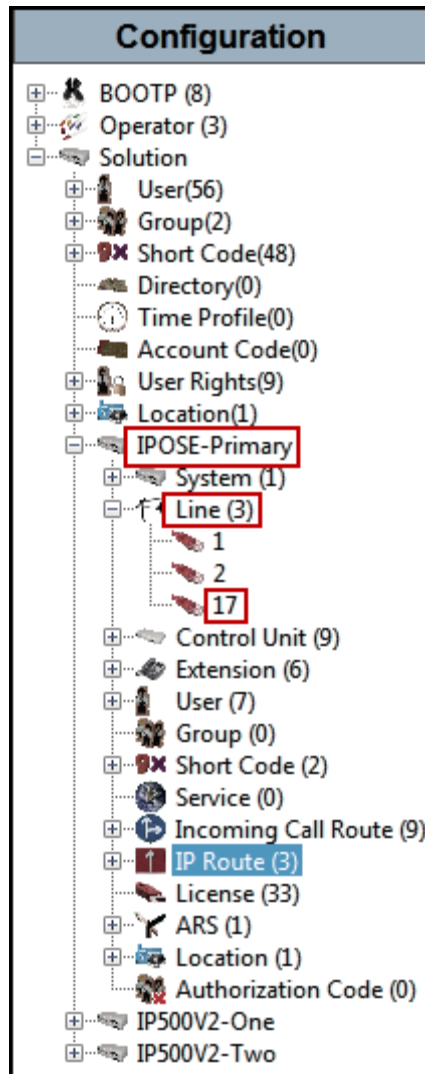 Configuration
BOOTP (8)
Operator (3)
Solution
User(56)
Group(2)
Short Code(48)
Directory(0)
Time Profile(0)
Account Code(0)
User Rights(9)
Location(1)
IPOSE-Primary
System (1)
Line (3)
1
2
17
Control Unit (9)
Extension (6)
User (7)
Group (0)
Short Code (2)
Service (0)
Incoming Call Route (9)
IP Route (3)
License (33)
ARS (1)
Location (1)
Authorization Code (0)
IP500V2-One
IP500V2-Two